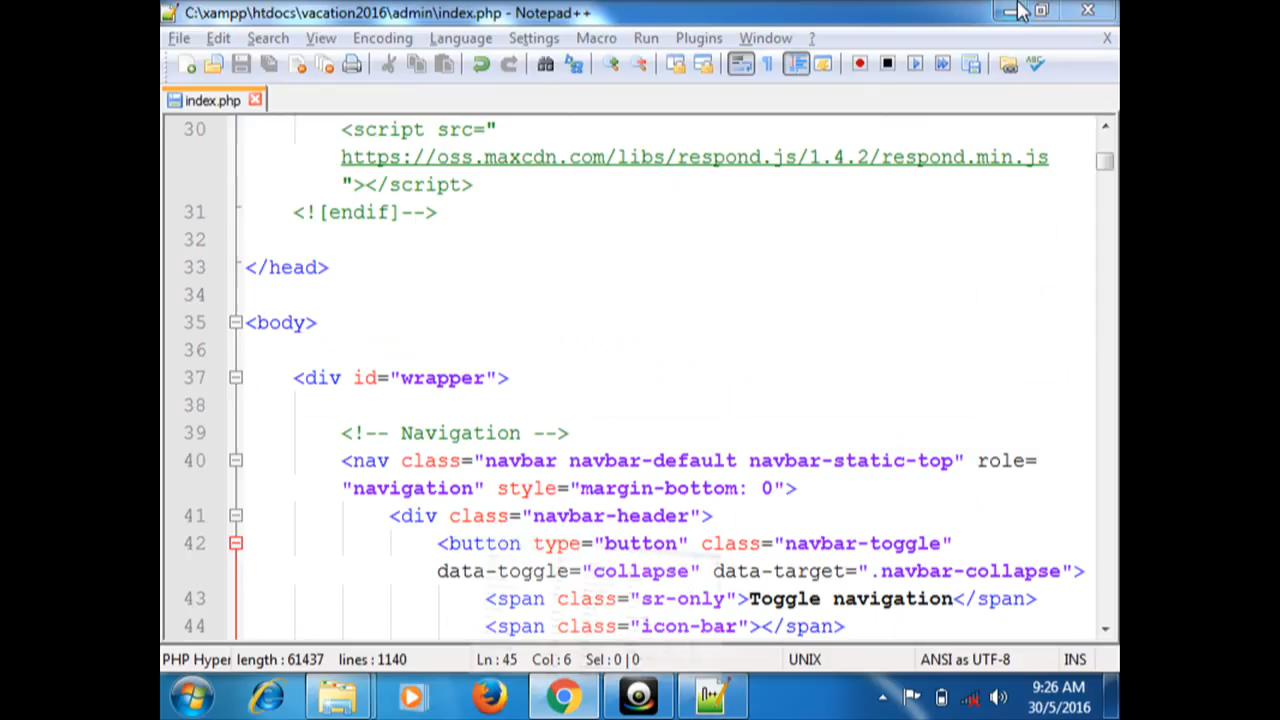 C:\xampp\htdocs\vacation2016\admin\index.php - Notepad++
File Edit Search View Encoding Language Settings Macro Run Plugins Window ? X
index.php
30 <script src="
https://oss.maxcdn.com/libs/respond.js/1.4.2/respond.min.js
"></script>
31 <![endif]-->
32
33 </head>
34
35 <body>
36
37 <div id="wrapper">
38
39 <!-- Navigation -->
40 <nav class="navbar navbar-default navbar-static-top" role=
"navigation" style="margin-bottom: 0">
41 <div class="navbar-header">
42 <button type="button" class="navbar-toggle"
data-toggle="collapse" data-target=".navbar-collapse">
43 <span class="sr-only">Toggle navigation</span>
44 <span class="icon-bar"></span>
PHP Hyper length : 61437 lines : 1140 Ln : 45 Col : 6 Sel : 0 | 0 UNIX ANSI as UTF-8 INS
9:26 AM
30/5/2016